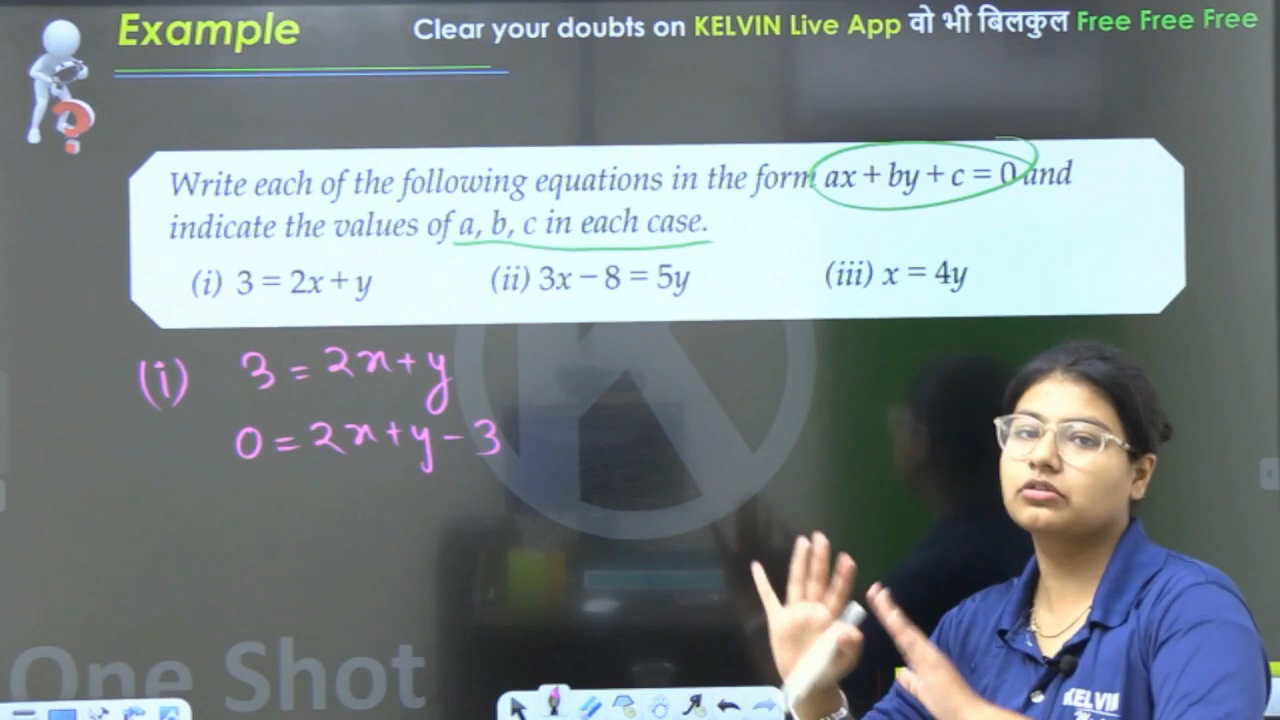 Example
Clear your doubts on KELVIN Live App वो भी बिलकुल Free Free Free
Write each of the following equations in the form ax + by + c = 0 and
indicate the values of a, b, c in each case.
(i) 3 = 2x + y (ii) 3x – 8 = 5y (iii) x = 4y
(i) 3 = 2x + y
0 = 2x + y – 3
One Shot
KELVIN